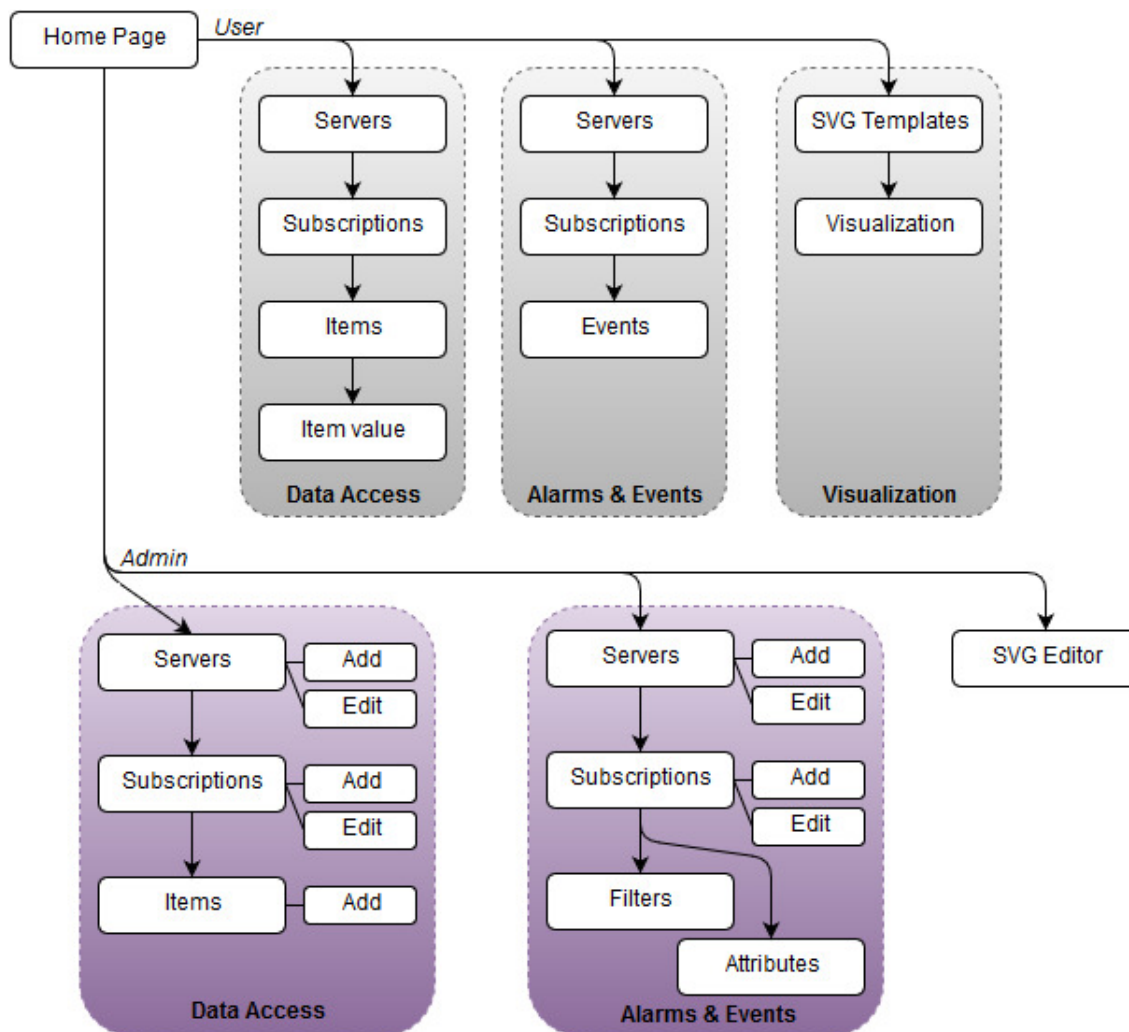 Home Page
User
Servers
Subscriptions
Items
Item value
Data Access
Servers
Subscriptions
Events
Alarms & Events
SVG Templates
Visualization
Visualization
Admin
Servers
Add
Edit
Subscriptions
Add
Edit
Items
Add
Data Access
Servers
Add
Edit
Subscriptions
Add
Edit
Filters
Attributes
Alarms & Events
SVG Editor